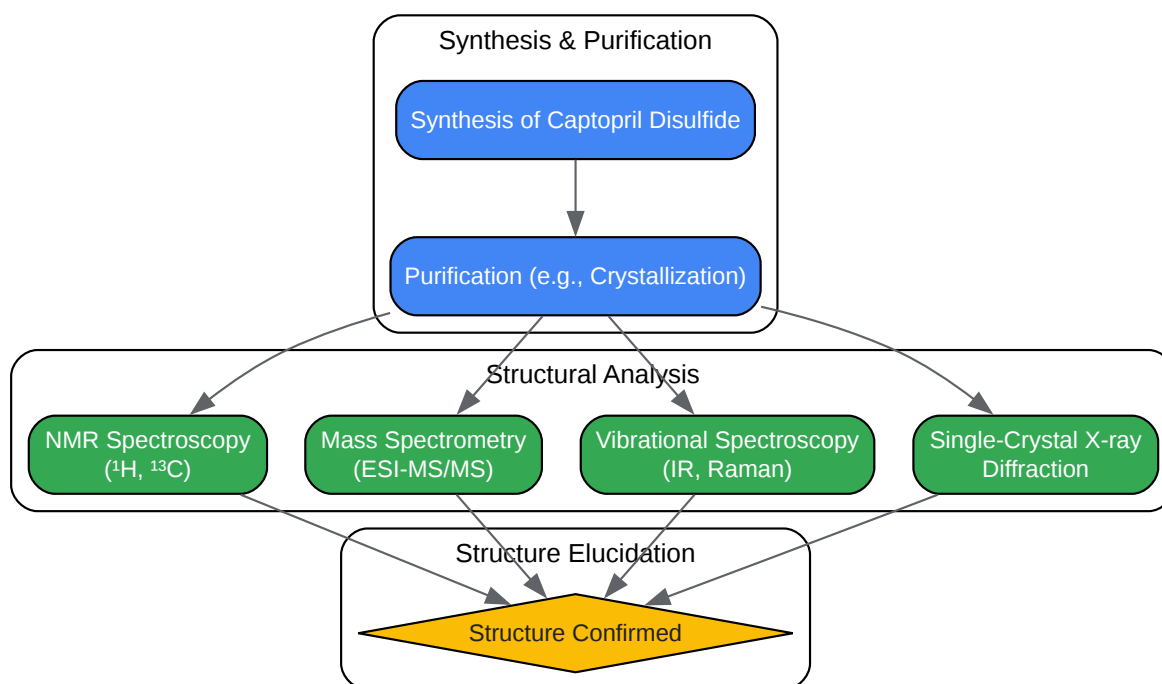 Synthesis & Purification
Synthesis of Captopril Disulfide
Purification (e.g., Crystallization)
Structural Analysis
NMR Spectroscopy
(¹H, ¹³C)
Mass Spectrometry
(ESI-MS/MS)
Vibrational Spectroscopy
(IR, Raman)
Single-Crystal X-ray
Diffraction
Structure Elucidation
Structure Confirmed